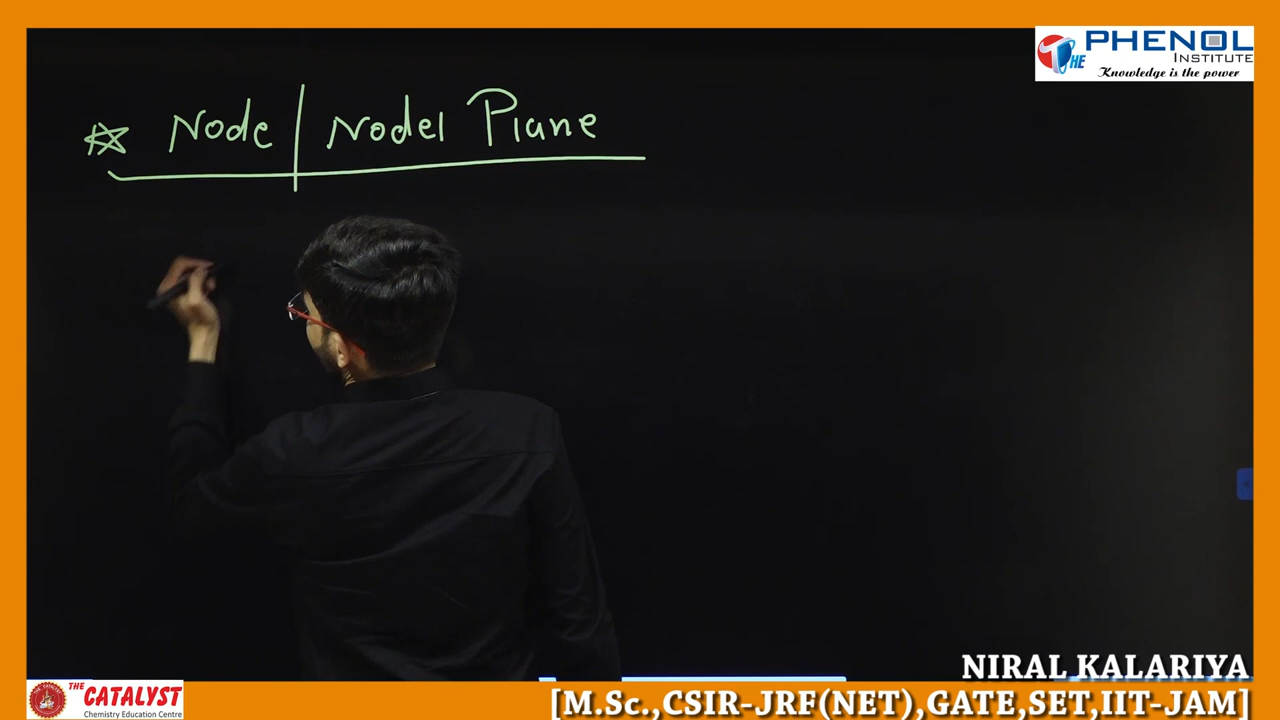 THE PHENOL
INSTITUTE
Knowledge is the power
Node | Nodel Plane
NIRAL KALARIYA
THE CATALYST
Chemistry Education Centre
[M.Sc.,CSIR-JRF(NET),GATE,SET,IIT-JAM]